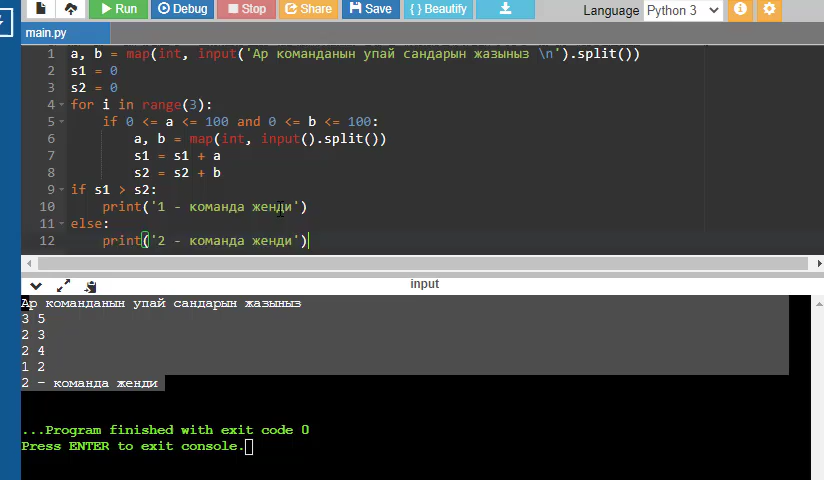 Run Debug Stop Share Save { } Beautify Language Python 3
main.py
1 a, b = map(int, input('Ар команданын упай сандарын жазыныз \n').split())
2 s1 = 0
3 s2 = 0
4 for i in range(3):
5 if 0 <= a <= 100 and 0 <= b <= 100:
6 a, b = map(int, input().split())
7 s1 = s1 + a
8 s2 = s2 + b
9 if s1 > s2:
10 print('1 - команда женди')
11 else:
12 print('2 - команда женди')
input
Ар команданын упай сандарын жазыныз
3 5
2 3
2 4
1 2
2 - команда женди
...Program finished with exit code 0
Press ENTER to exit console.